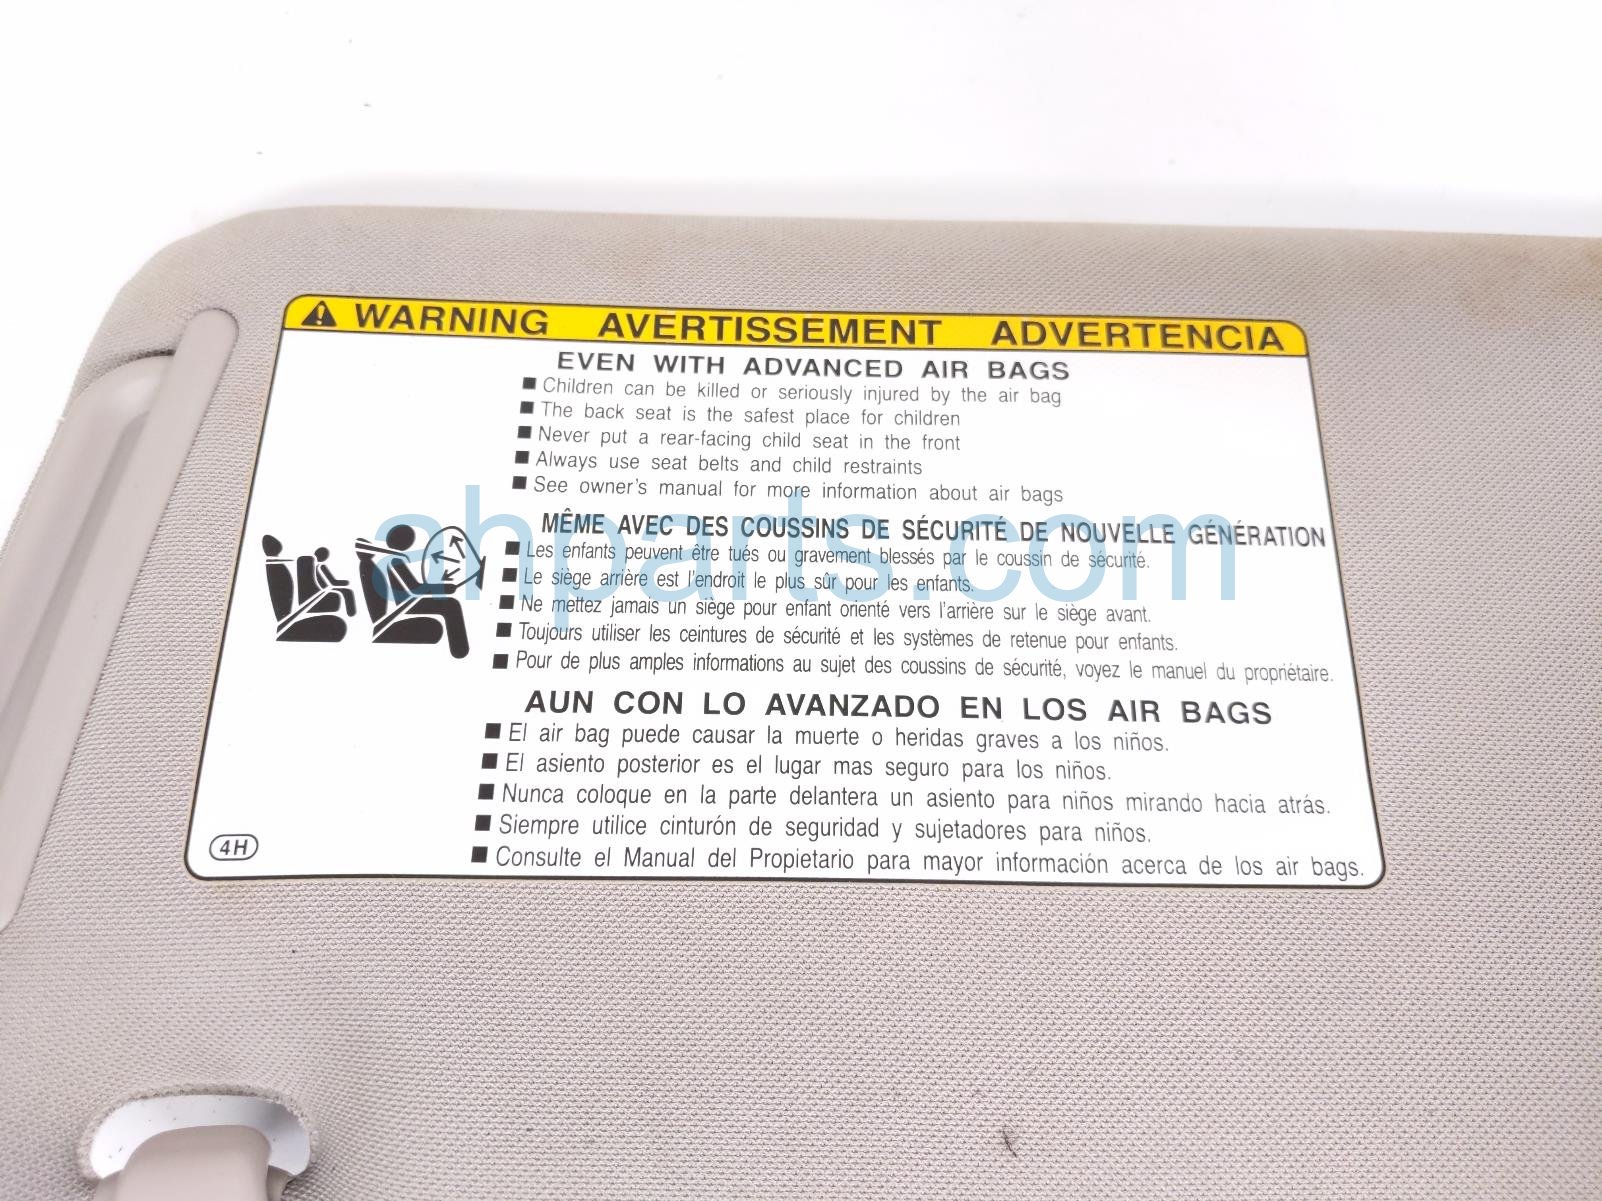 WARNING AVERTISSEMENT ADVERTENCIA
EVEN WITH ADVANCED AIR BAGS
■ Children can be killed or seriously injured by the air bag
■ The back seat is the safest place for children
■ Never put a rear-facing child seat in the front
■ Always use seat belts and child restraints
■ See owner's manual for more information about air bags
MÊME AVEC DES COUSSINS DE SÉCURITÉ DE NOUVELLE GÉNÉRATION
■ Les enfants peuvent être tués ou gravement blessés par le coussin de sécurité.
■ Le siège arrière est l'endroit le plus sûr pour les enfants.
■ Ne mettez jamais un siège pour enfant orienté vers l'arrière sur le siège avant.
■ Toujours utiliser les ceintures de sécurité et les systèmes de retenue pour enfants.
■ Pour de plus amples informations au sujet des coussins de sécurité, voyez le manuel du propriétaire.
AUN CON LO AVANZADO EN LOS AIR BAGS
■ El air bag puede causar la muerte o heridas graves a los niños.
■ El asiento posterior es el lugar mas seguro para los niños.
■ Nunca coloque en la parte delantera un asiento para niños mirando hacia atrás.
■ Siempre utilice cinturón de seguridad y sujetadores para niños.
■ Consulte el Manual del Propietario para mayor información acerca de los air bags.
4H
ahparts.com